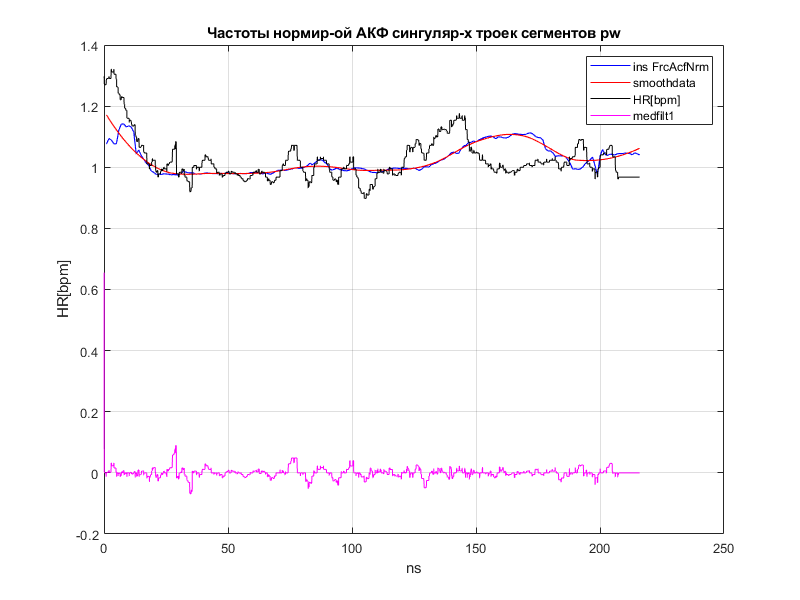 Частоты нормир-ой АКФ сингуляр-х троек сегментов pw
1.4
1.2
1
0.8
0.6
0.4
0.2
0
-0.2
HR[bpm]
ins FrcAcfNrm
smoothdata
HR[bpm]
medfilt1
0
50
100
150
200
250
ns